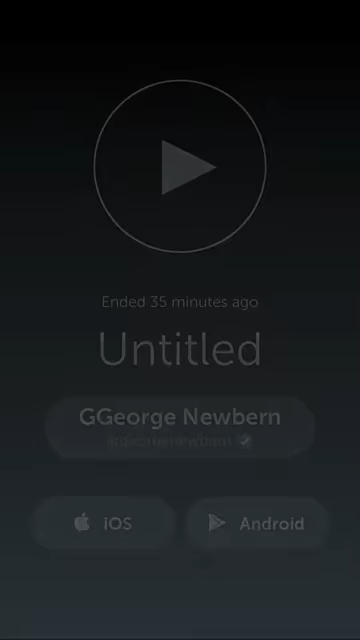 Ended 35 minutes ago
Untitled
GGeorge Newbern
iOS
Android